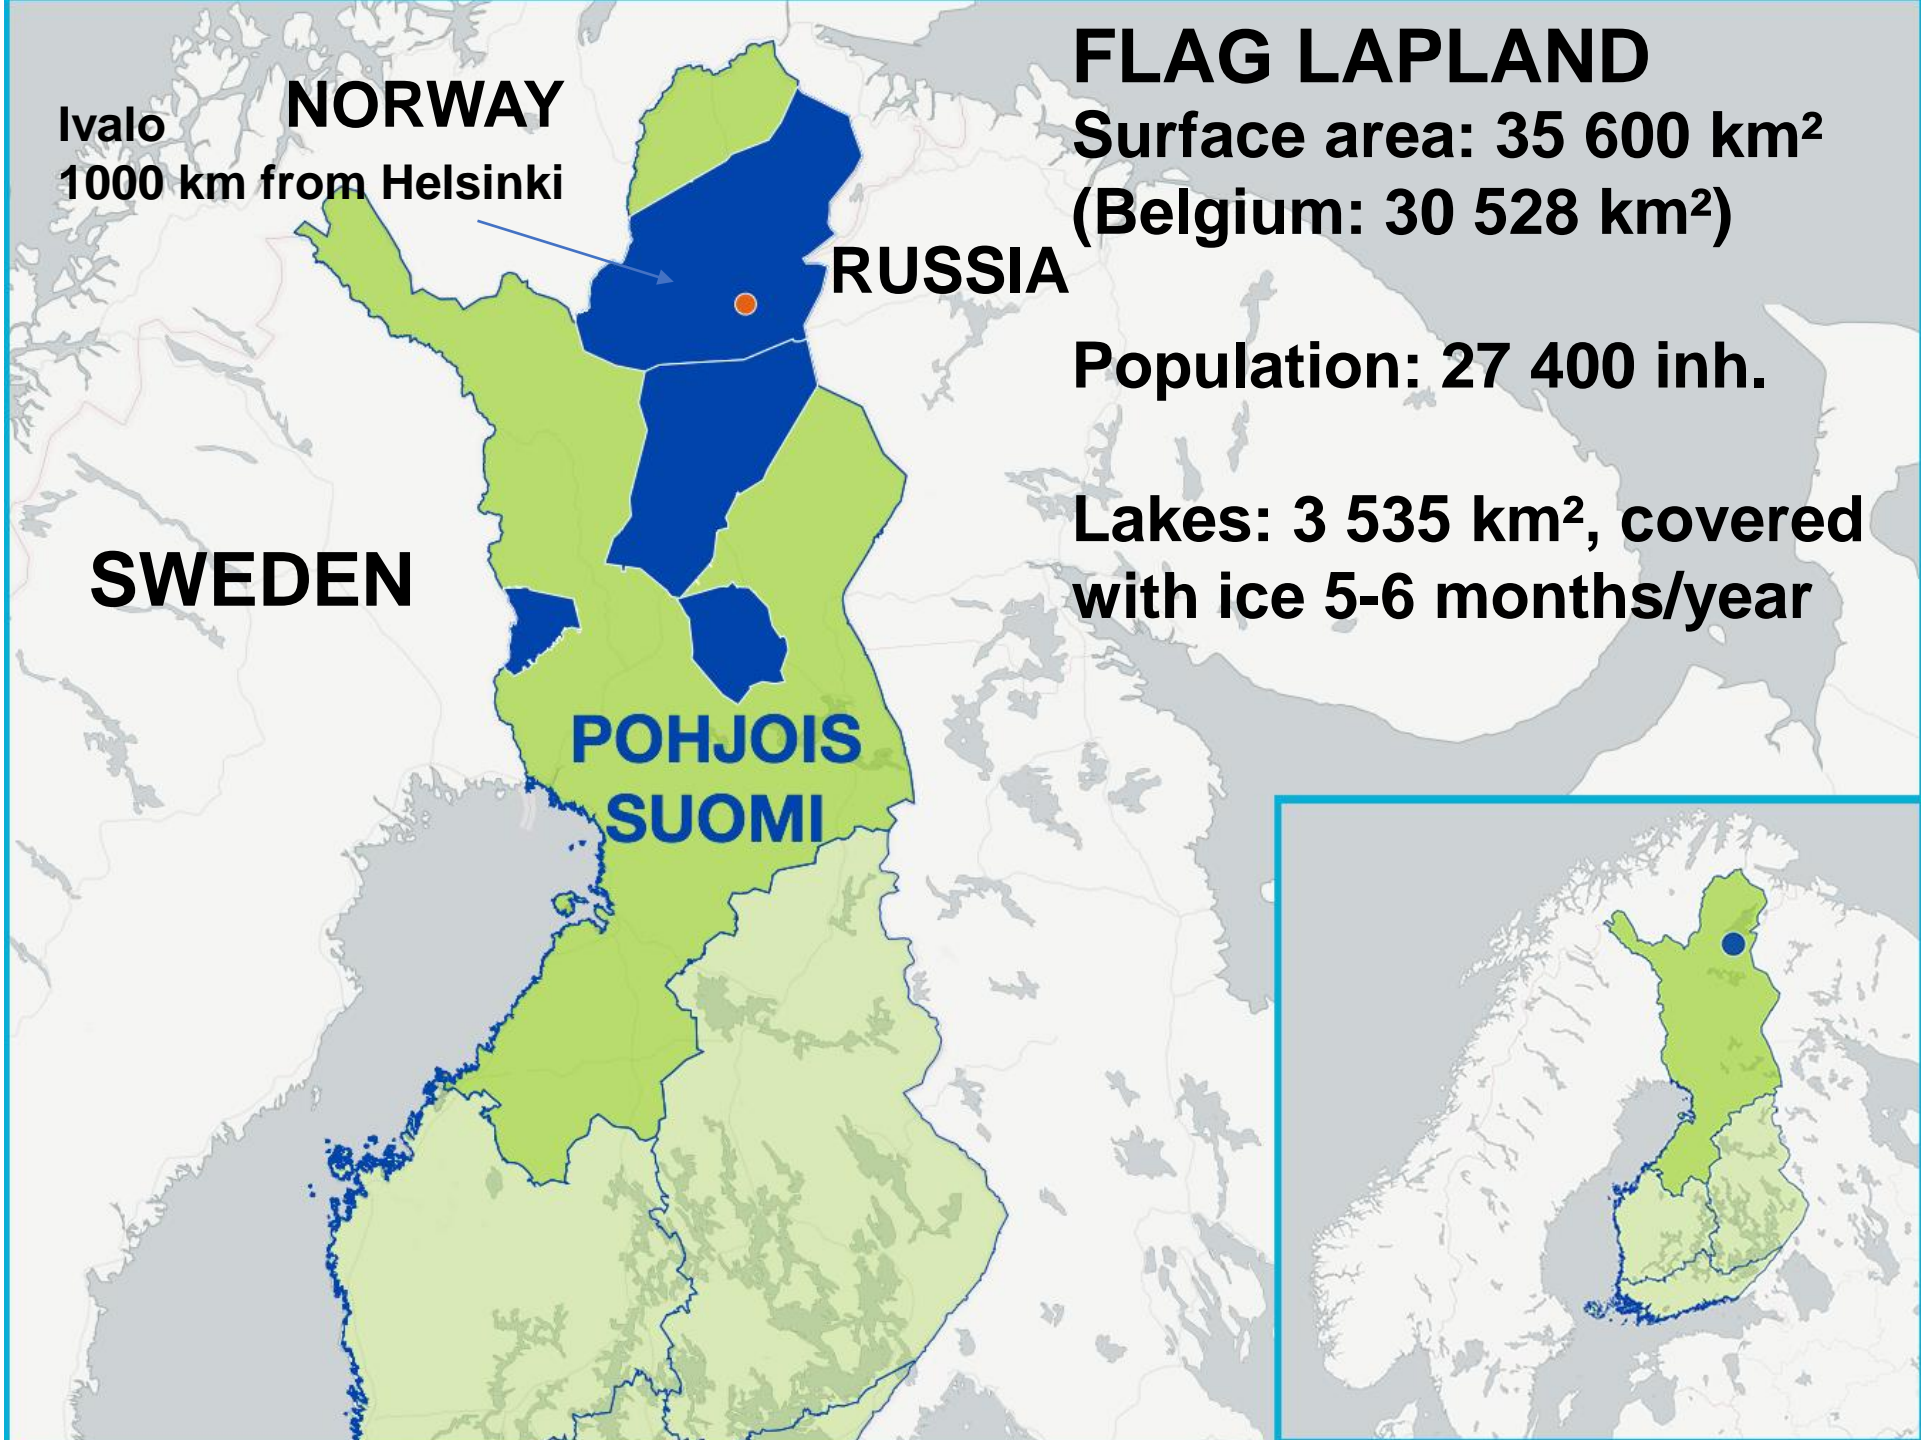 FLAG LAPLAND
Surface area: 35 600 km²
(Belgium: 30 528 km²)
Population: 27 400 inh.
Lakes: 3 535 km², covered
with ice 5-6 months/year
NORWAY
Ivalo
1000 km from Helsinki
RUSSIA
SWEDEN
POHJOIS
SUOMI